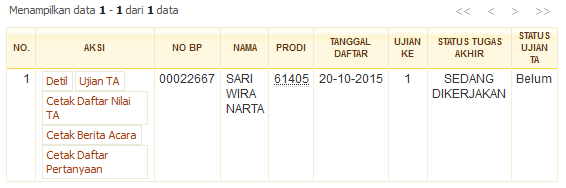 Menampilkan data 1 - 1 dari 1 data
<< < > >>
NO. AKSI NO BP NAMA PRODI TANGGAL DAFTAR UJIAN KE STATUS TUGAS AKHIR STATUS UJIAN TA
1 Detil Ujian TA 00022667 SARI 61405 20-10-2015 1 SEDANG Belum
Cetak Daftar Nilai WIRA DIKERJAKAN
TA NARTA
Cetak Berita Acara
Cetak Daftar
Pertanyaan